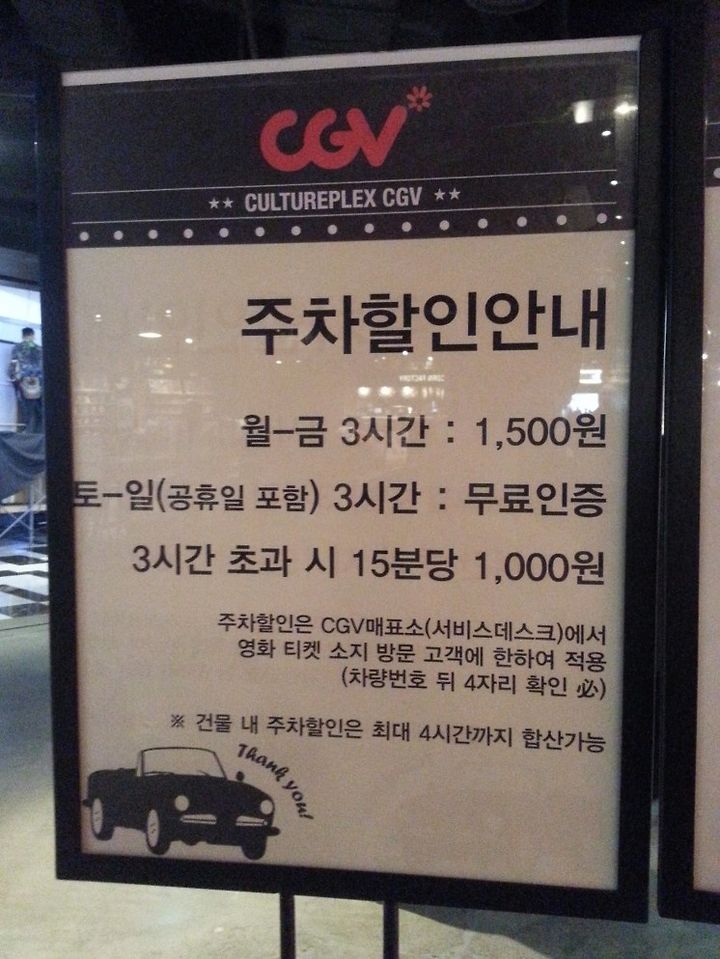 CGV
★★ CULTUREPLEX CGV ★★
주차할인안내
월-금 3시간 : 1,500원
토-일(공휴일 포함) 3시간 : 무료인증
3시간 초과 시 15분당 1,000원
주차할인은 CGV매표소(서비스데스크)에서
영화 티켓 소지 방문 고객에 한하여 적용
(차량번호 뒤 4자리 확인 必)
※ 건물 내 주차할인은 최대 4시간까지 합산가능
Thank you!